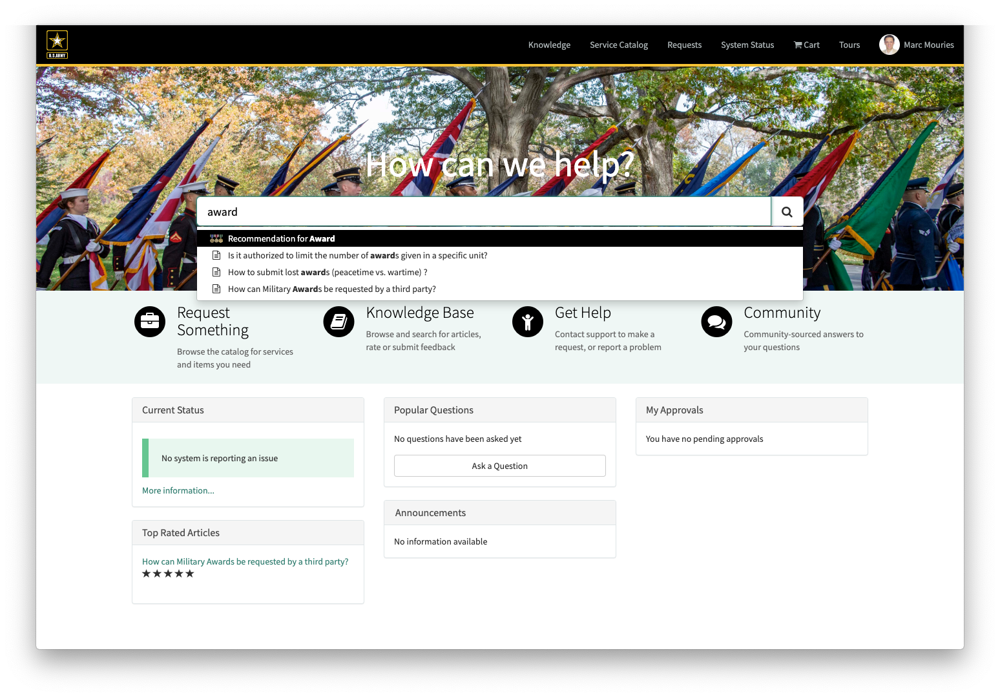 U.S.ARMY
Knowledge Service Catalog Requests System Status Cart Tours Marc Mouries
How can we help?
award
Recommendation for Award
Is it authorized to limit the number of awards given in a specific unit?
How to submit lost awards (peacetime vs. wartime) ?
How can Military Awards be requested by a third party?
Request
Something
Browse the catalog for services
and items you need
Knowledge Base
Browse and search for articles,
rate or submit feedback
Get Help
Contact support to make a
request, or report a problem
Community
Community-sourced answers to
your questions
Current Status
No system is reporting an issue
More information...
Top Rated Articles
How can Military Awards be requested by a third party?
Popular Questions
No questions have been asked yet
Ask a Question
Announcements
No information available
My Approvals
You have no pending approvals